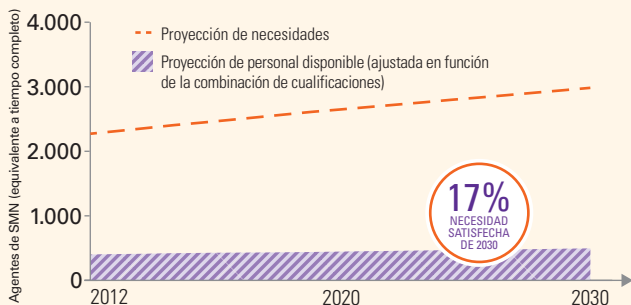 Agentes de SMN (equivalente a tiempo completo)
4.000
3.000
2.000
1.000
0
Proyección de necesidades
Proyección de personal disponible (ajustada en función
de la combinación de cualificaciones)
17%
NECESIDAD
SATISFECHA
DE 2030
2012
2020
2030